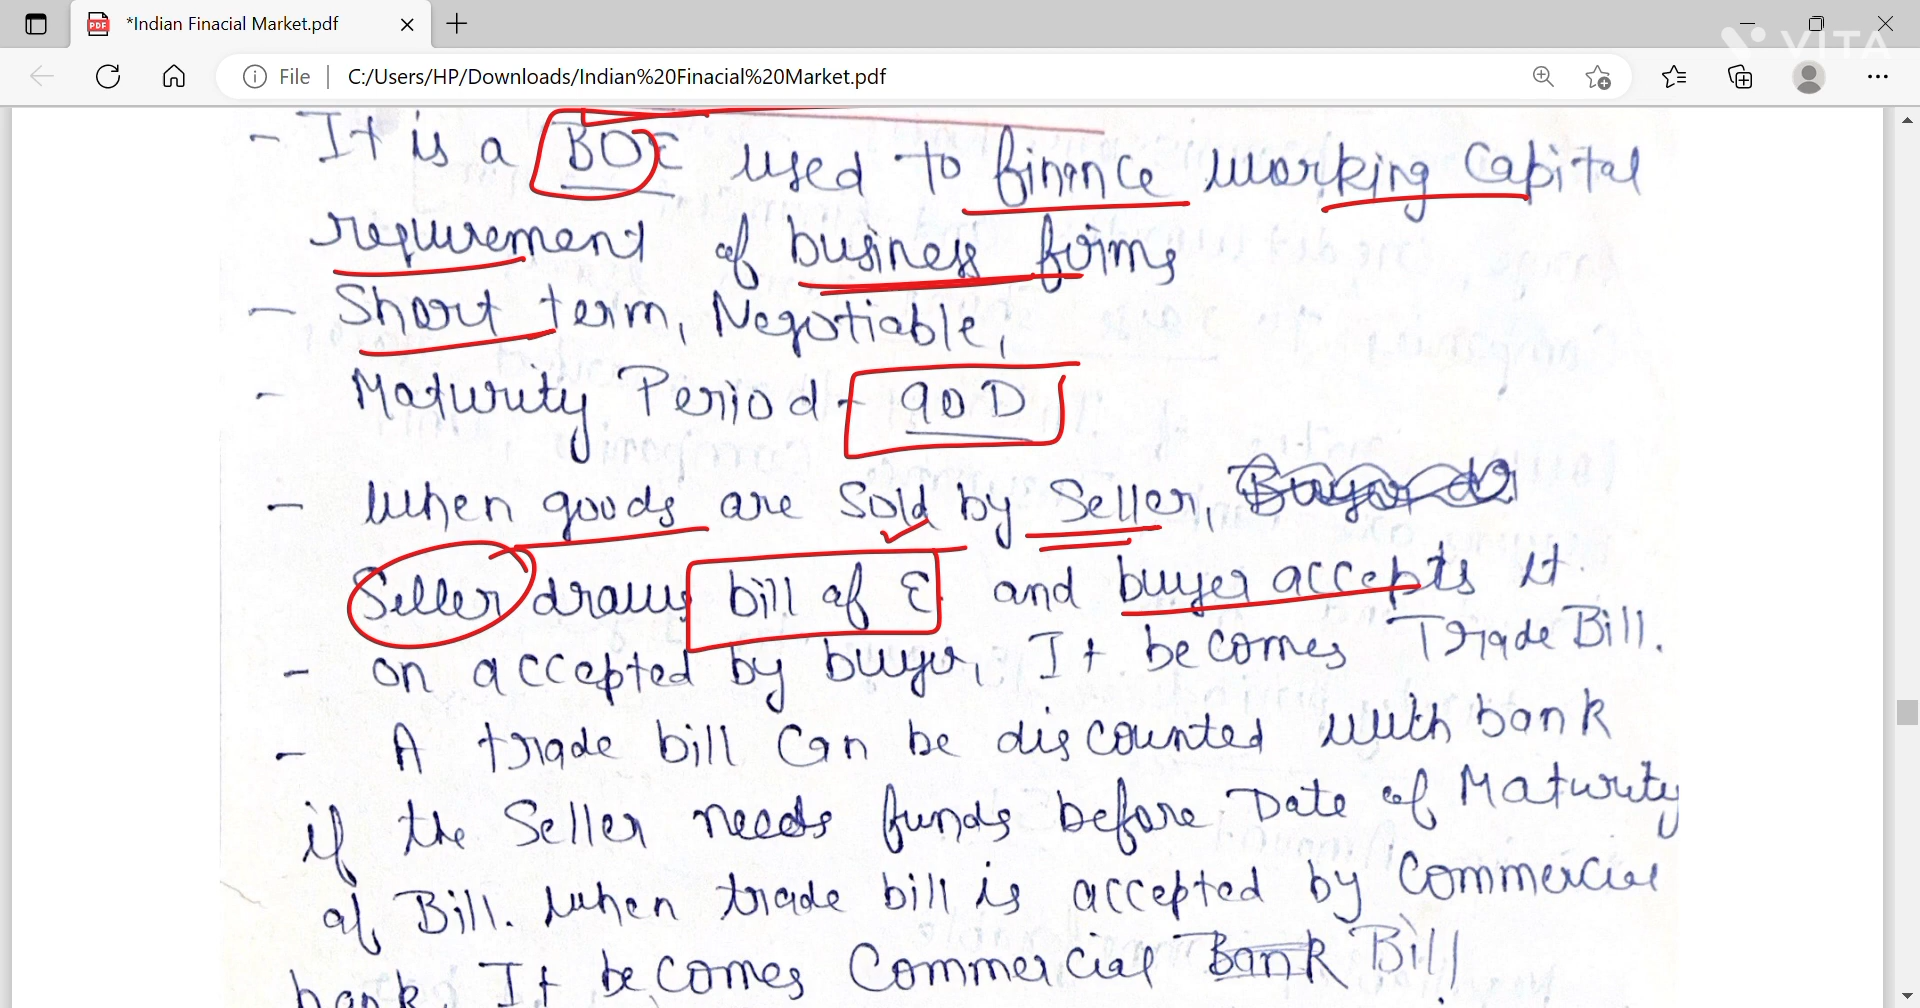 *Indian Finacial Market.pdf
VITA
File | C:/Users/HP/Downloads/Indian%20Finacial%20Market.pdf
- It is a BOE used to finance working Capital
requirement of business firms
- Short term, Negotiable,
- Maturity Period - 90 D
- When goods are sold by Seller,
Seller draws bill of E and buyer accepts it.
- on accepted by buyer, It becomes Trade Bill.
- A trade bill Can be discounted with bank
if the Seller needs funds before Date of Maturity
of Bill. When trade bill is accepted by Commercial
bank, It becomes Commercial Bill